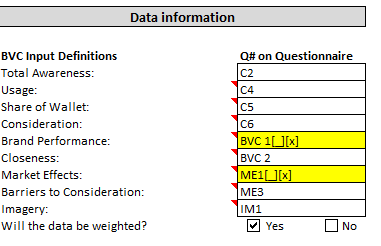 Data information
BVC Input Definitions Q# on Questionnaire
Total Awareness: C2
Usage: C4
Share of Wallet: C5
Consideration: C6
Brand Performance: BVC 1[_][x]
Closeness: BVC 2
Market Effects: ME1[_][x]
Barriers to Consideration: ME3
Imagery: IM1
Will the data be weighted? Yes No